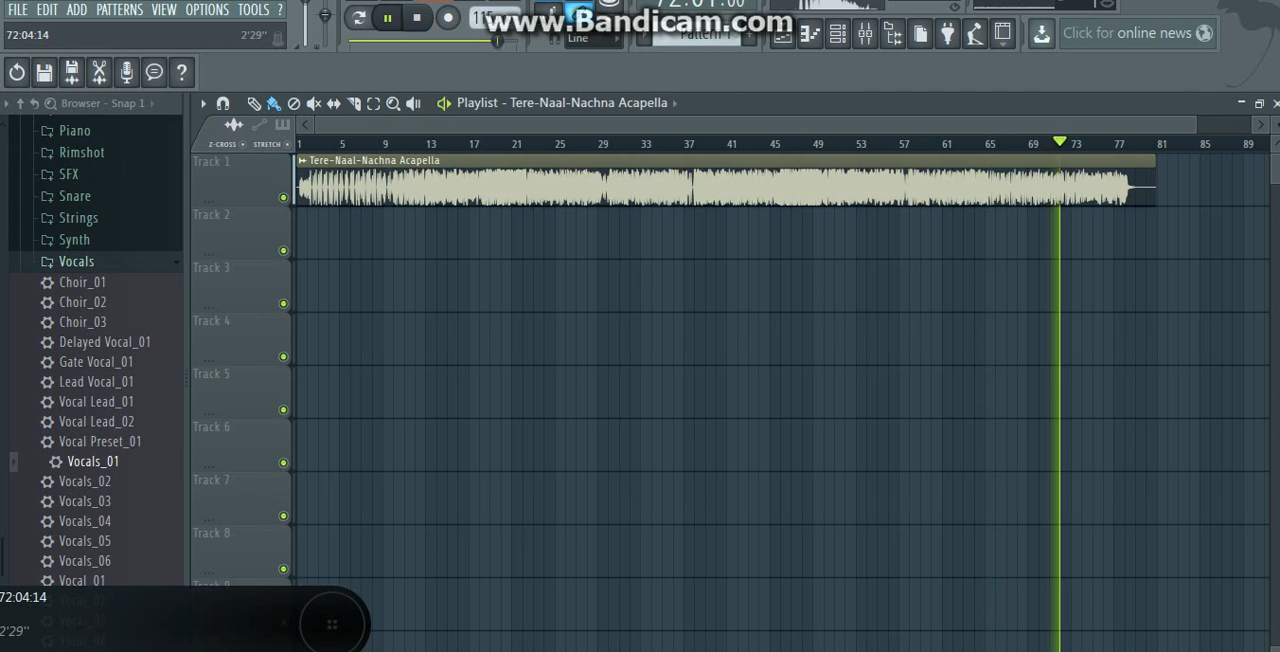 FILE EDIT ADD PATTERNS VIEW OPTIONS TOOLS ?
www.Bandicam.com
72:04:14 2'29''
Line
Pattern 1
Click for online news
Browser - Snap 1
Playlist - Tere-Naal-Nachna Acapella
Z-CROSS STRETCH
1 5 9 13 17 21 25 29 33 37 41 45 49 53 57 61 65 69 73 77 81 85 89
Piano
Rimshot
SFX
Snare
Strings
Synth
Vocals
Choir_01
Choir_02
Choir_03
Delayed Vocal_01
Gate Vocal_01
Lead Vocal_01
Vocal Lead_01
Vocal Lead_02
Vocal Preset_01
Vocals_01
Vocals_02
Vocals_03
Vocals_04
Vocals_05
Vocals_06
Vocal_01
Track 1
Tere-Naal-Nachna Acapella
Track 2
Track 3
Track 4
Track 5
Track 6
Track 7
Track 8
72:04:14
2'29''